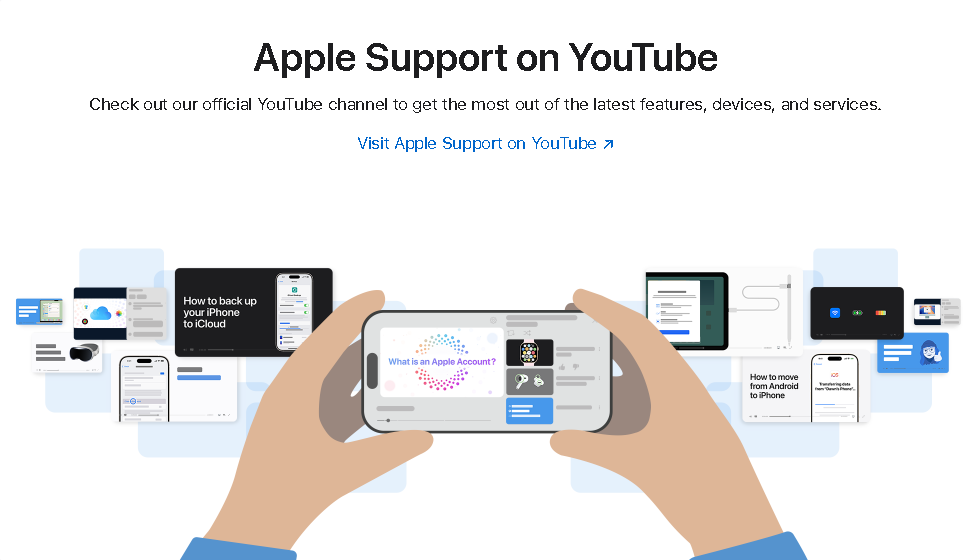 Apple Support on YouTube
Check out our official YouTube channel to get the most out of the latest features, devices, and services.
Visit Apple Support on YouTube ↗
How to back up
your iPhone
to iCloud
What is an Apple Account?
How to move
from Android
to iPhone
iOS
Transferring data
from "Dawn's Phone"...